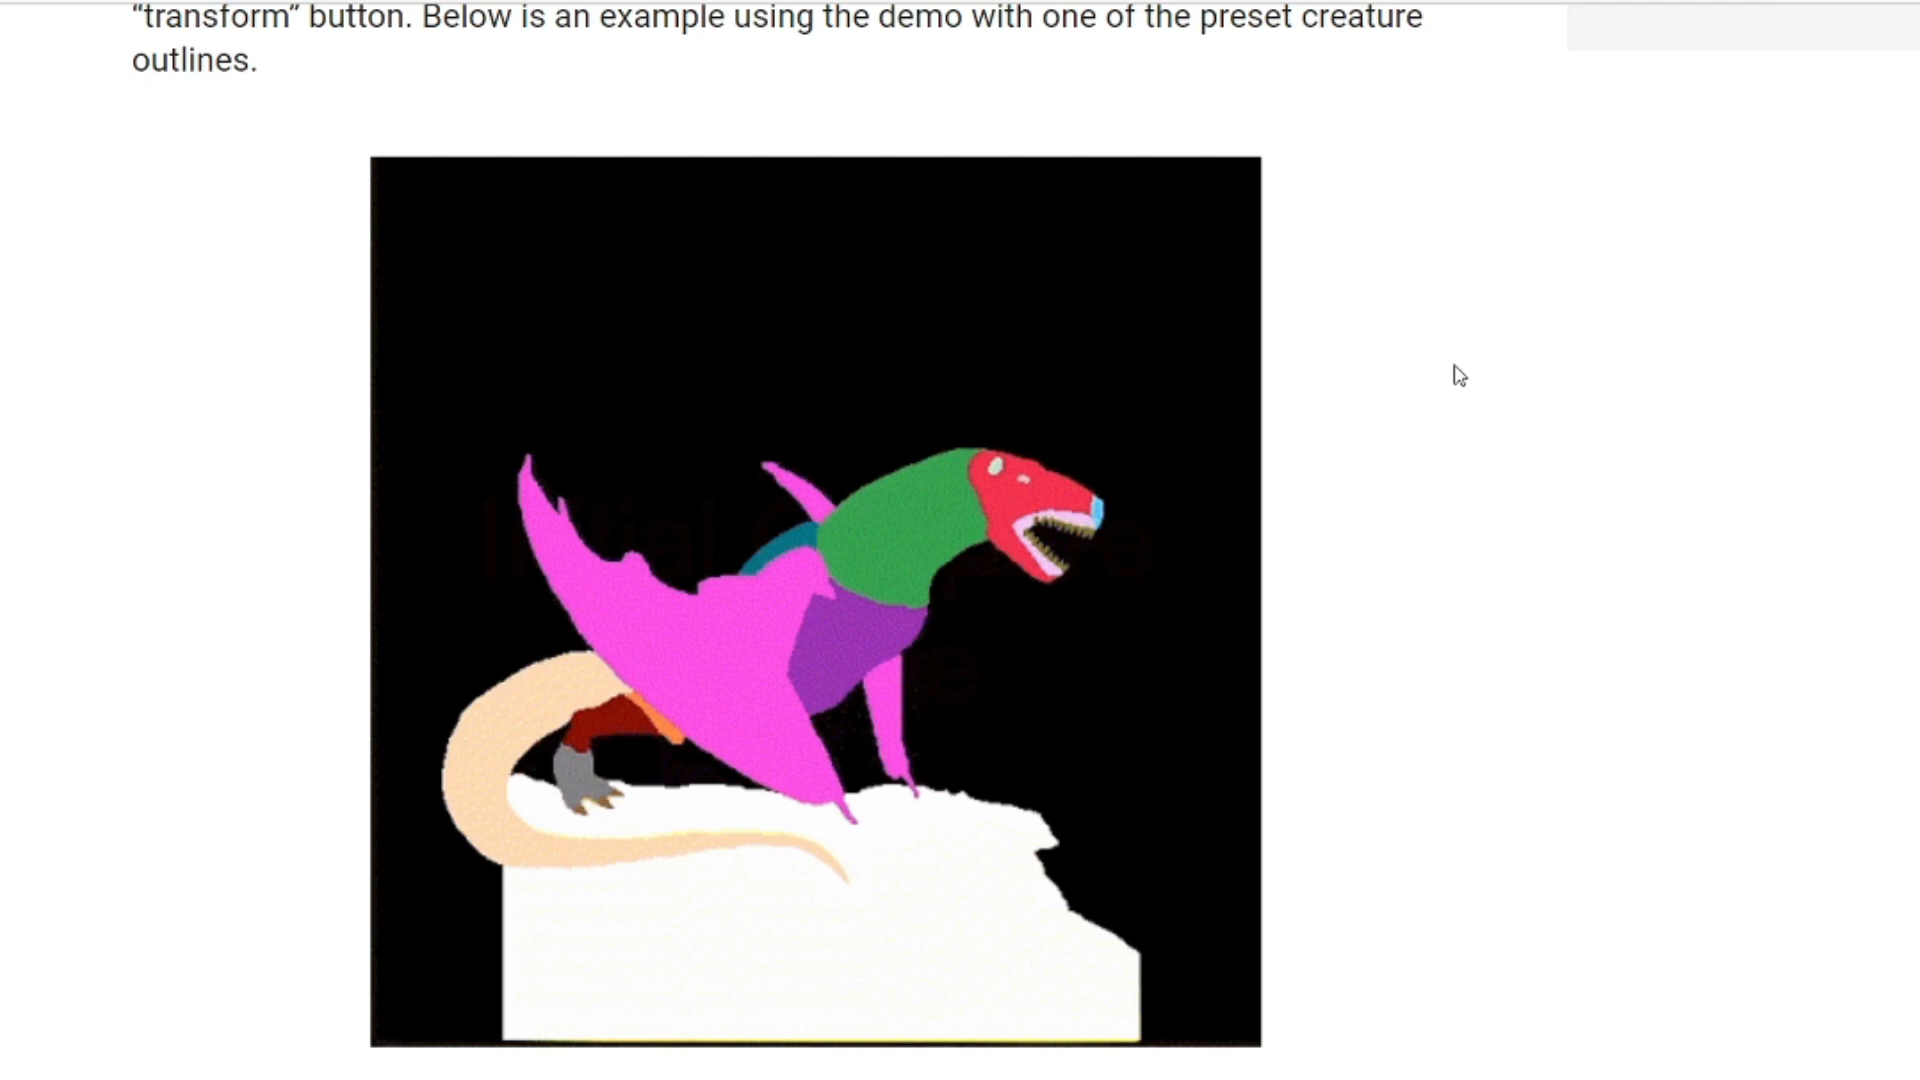 “transform” button. Below is an example using the demo with one of the preset creature
outlines.